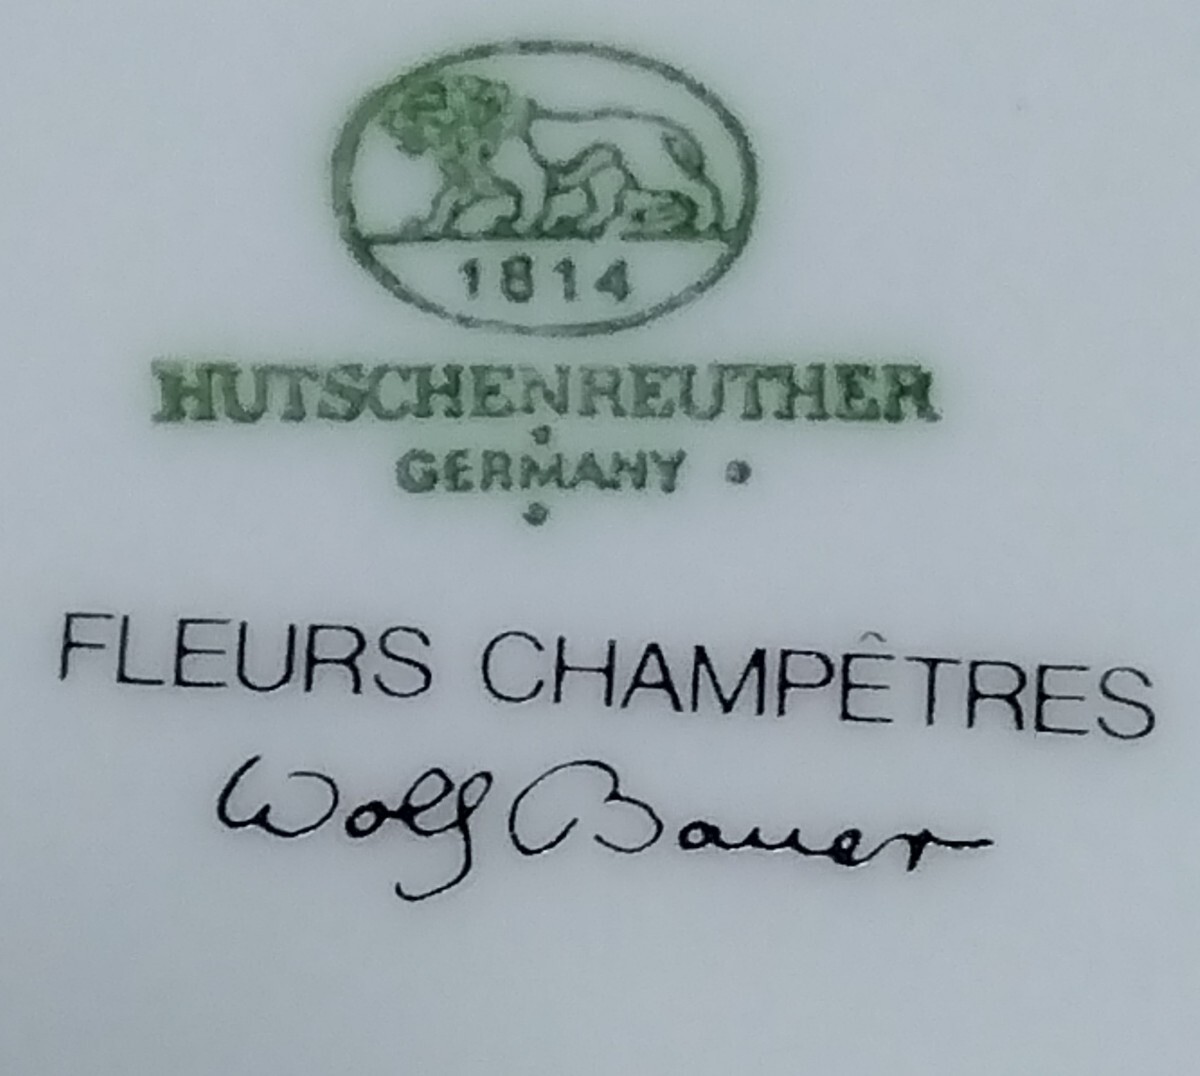 1814
HUTSCHENREUTHER
GERMANY
FLEURS CHAMPÊTRES
Wolf Bauer